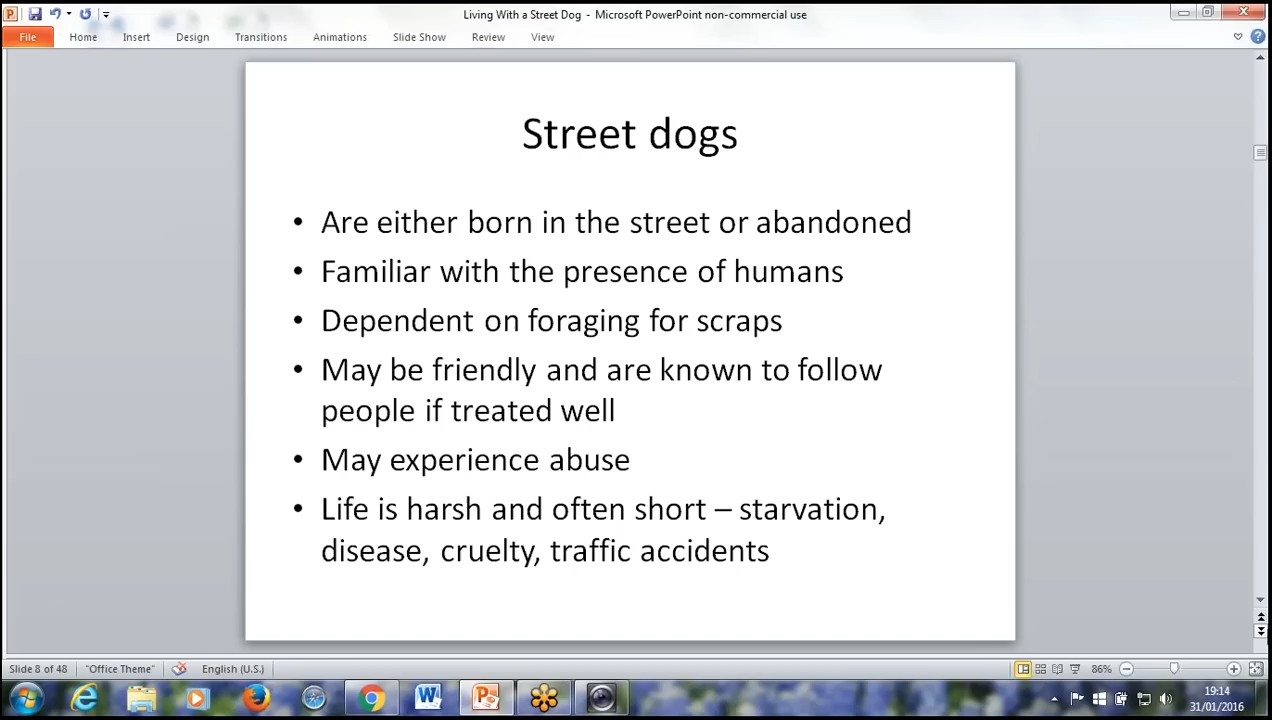 Living With a Street Dog - Microsoft PowerPoint non-commercial use
File Home Insert Design Transitions Animations Slide Show Review View
Street dogs
• Are either born in the street or abandoned
• Familiar with the presence of humans
• Dependent on foraging for scraps
• May be friendly and are known to follow
people if treated well
• May experience abuse
• Life is harsh and often short – starvation,
disease, cruelty, traffic accidents
Slide 8 of 48 "Office Theme" English (U.S.) 86%
19:14
31/01/2016